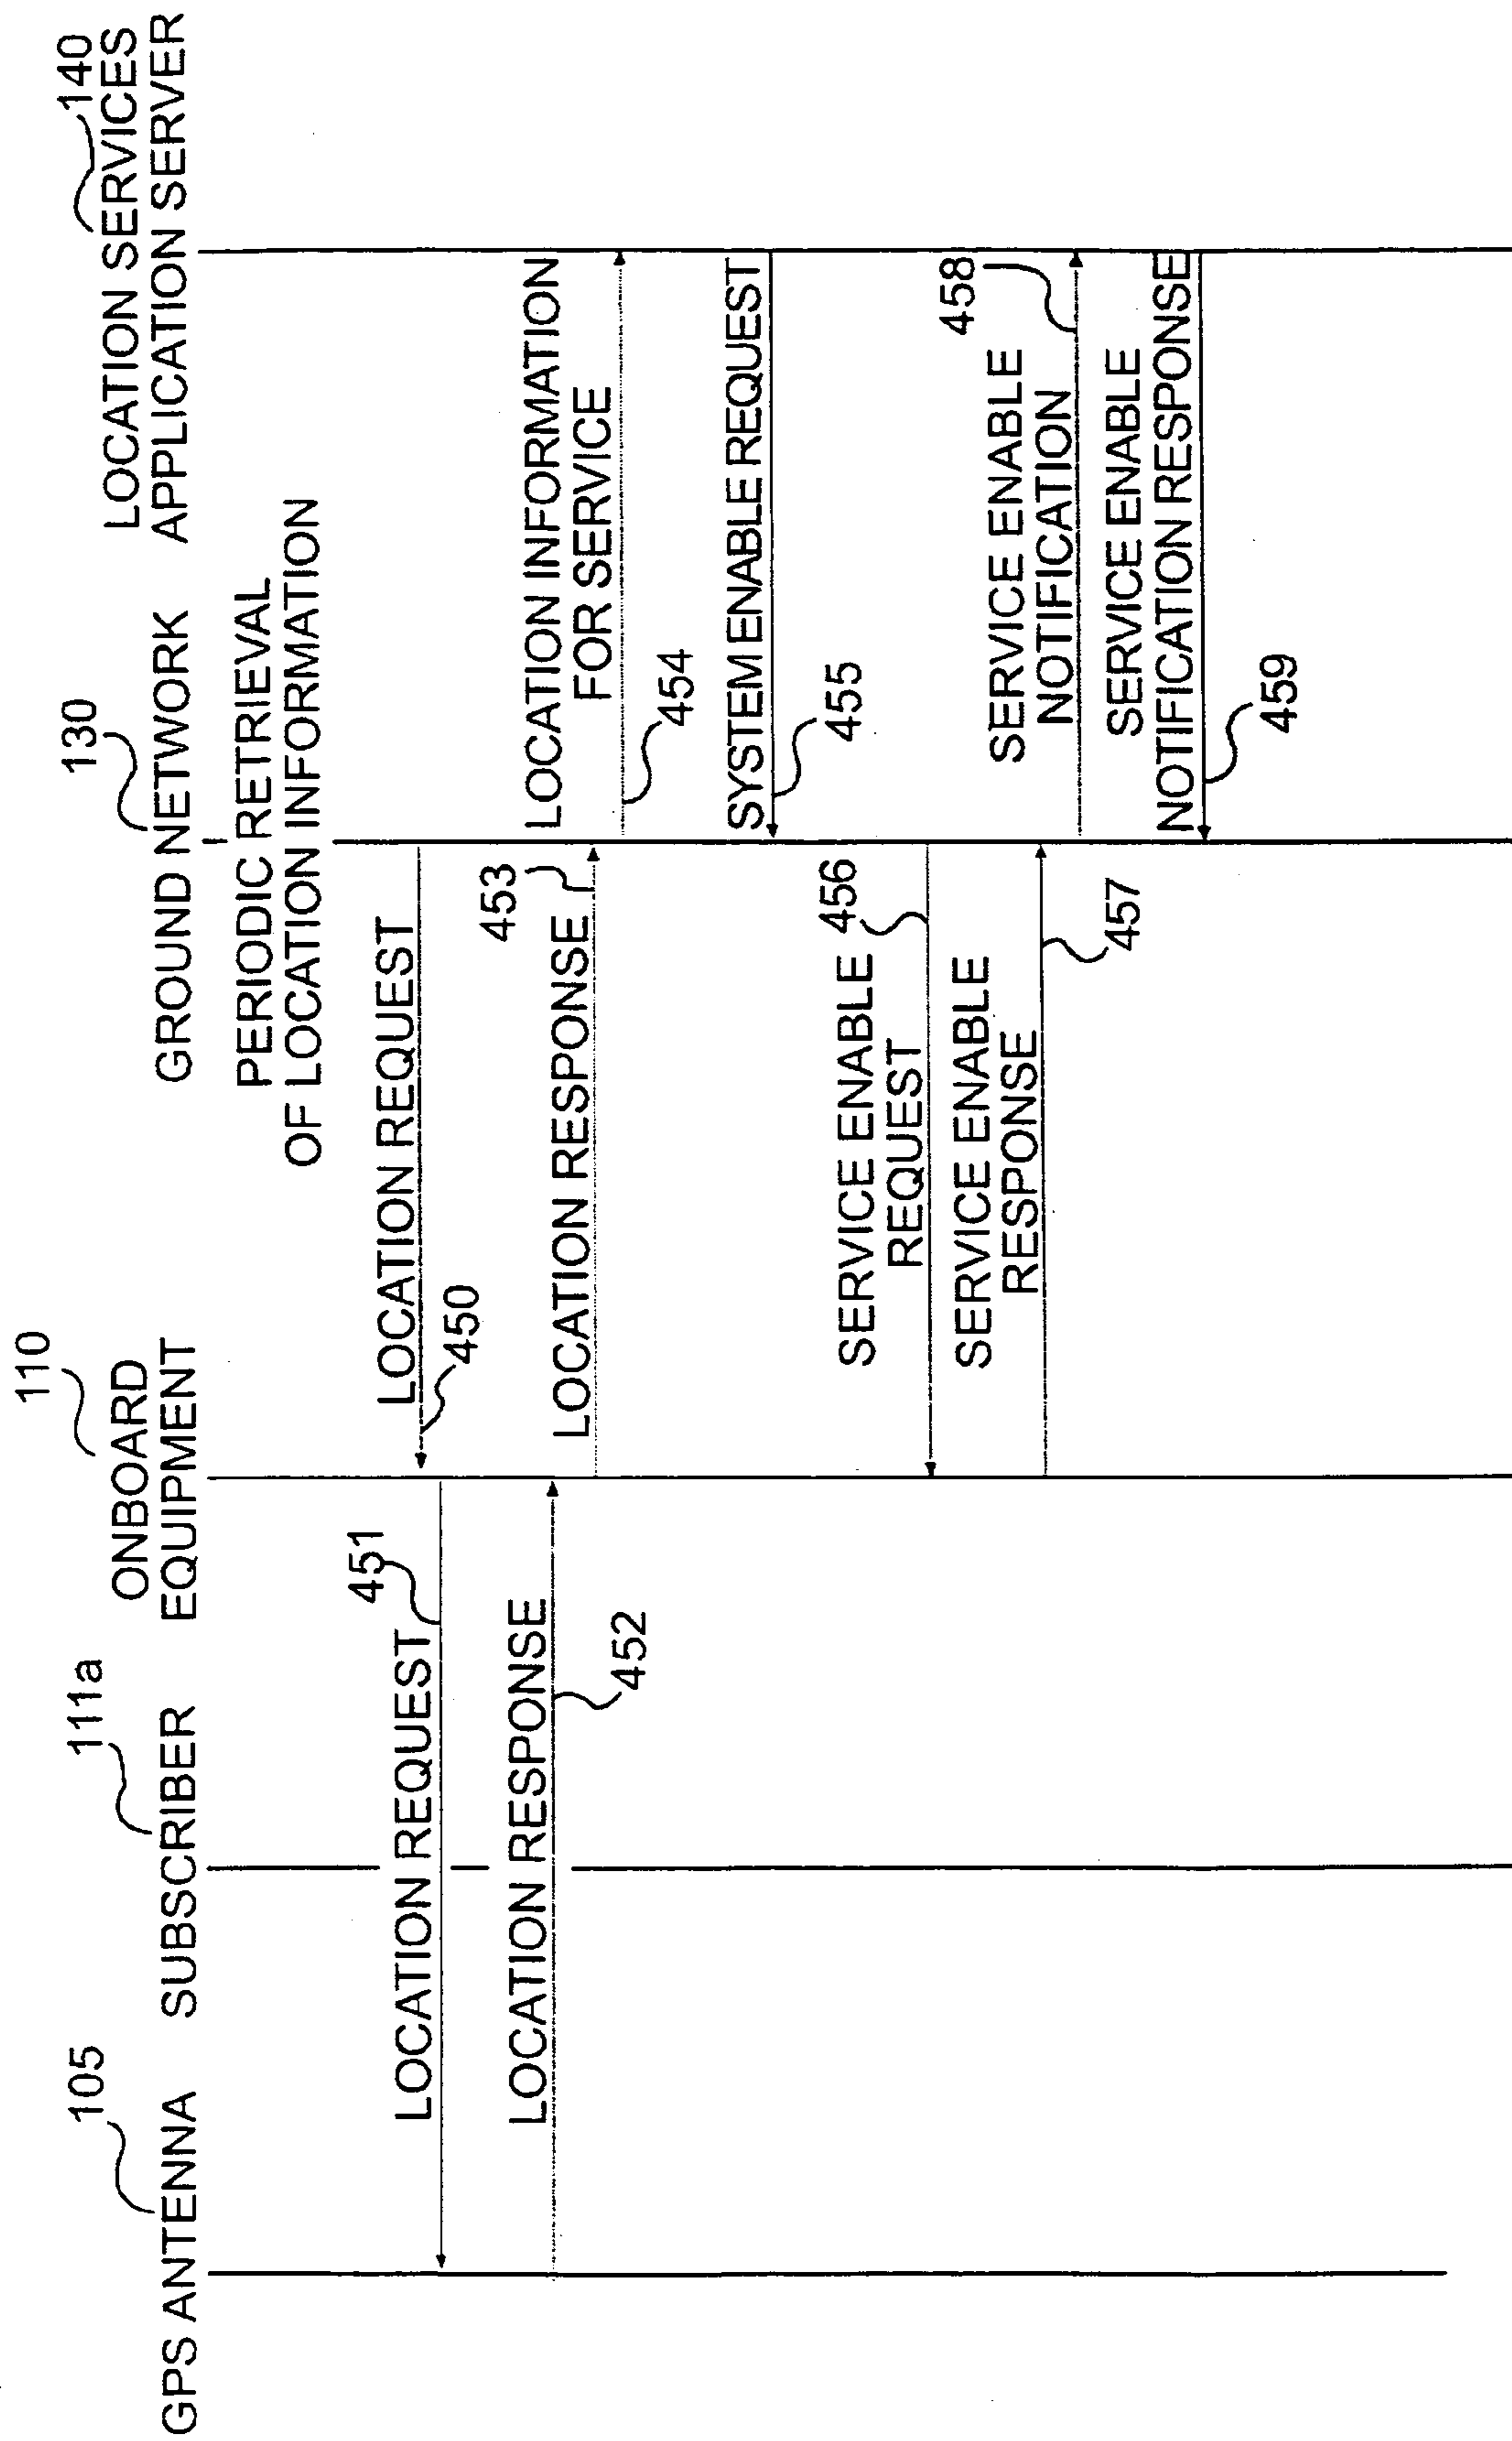 105
GPS ANTENNA
111a
SUBSCRIBER
110
ONBOARD
EQUIPMENT
130
GROUND NETWORK
140
LOCATION SERVICES
APPLICATION SERVER
PERIODIC RETRIEVAL
OF LOCATION INFORMATION
LOCATION REQUEST
450
451
LOCATION REQUEST
LOCATION RESPONSE
452
453
LOCATION RESPONSE
LOCATION INFORMATION
FOR SERVICE
454
SYSTEM ENABLE REQUEST
455
SERVICE ENABLE 456
REQUEST
SERVICE ENABLE
RESPONSE
457
458
SERVICE ENABLE
NOTIFICATION
SERVICE ENABLE
NOTIFICATION RESPONSE
459